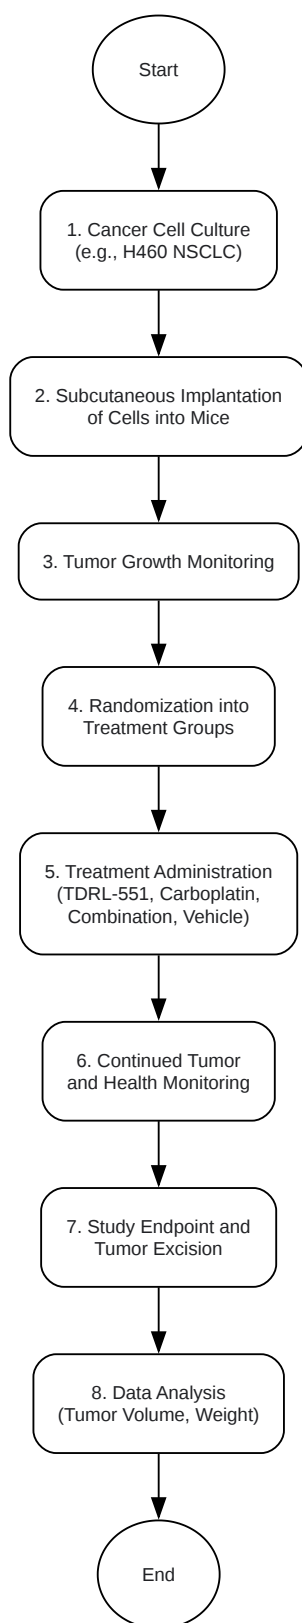 Start
1. Cancer Cell Culture
(e.g., H460 NSCLC)
2. Subcutaneous Implantation
of Cells into Mice
3. Tumor Growth Monitoring
4. Randomization into
Treatment Groups
5. Treatment Administration
(TDRL-551, Carboplatin,
Combination, Vehicle)
6. Continued Tumor
and Health Monitoring
7. Study Endpoint and
Tumor Excision
8. Data Analysis
(Tumor Volume, Weight)
End